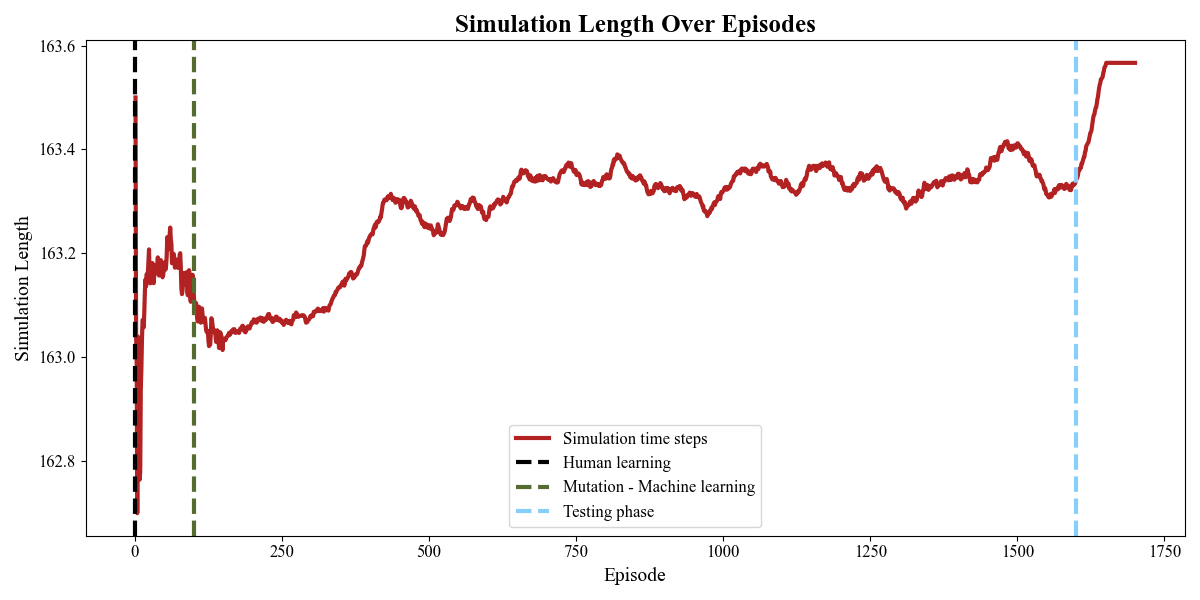 Simulation Length Over Episodes
163.6
163.4
163.2
163.0
162.8
Simulation Length
Simulation time steps
Human learning
Mutation - Machine learning
Testing phase
0 250 500 750 1000 1250 1500 1750
Episode